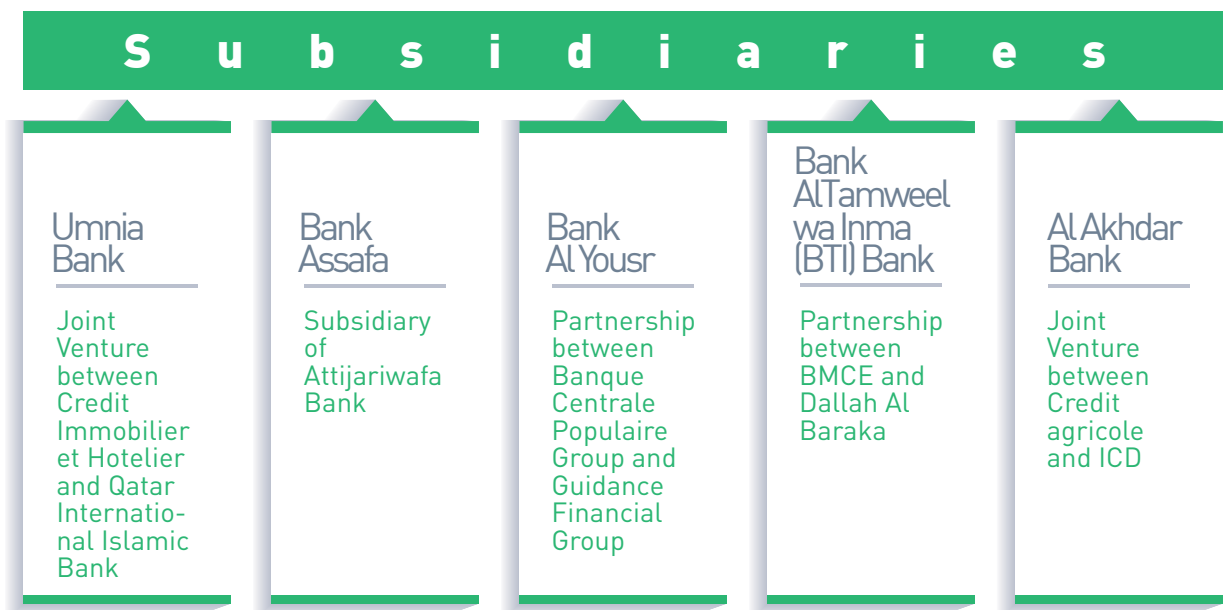 Subsidiaries
Umnia
Bank
Joint
Venture
between
Credit
Immobilier
et Hotelier
and Qatar
Internatio-
nal Islamic
Bank
Bank
Assafa
Subsidiary
of
Attijariwafa
Bank
Bank
Al Yousr
Partnership
between
Banque
Centrale
Populaire
Group and
Guidance
Financial
Group
Bank
AlTamweel
wa Inma
(BTI) Bank
Partnership
between
BMCE and
Dallah Al
Baraka
Al Akhdar
Bank
Joint
Venture
between
Credit
agricole
and ICD